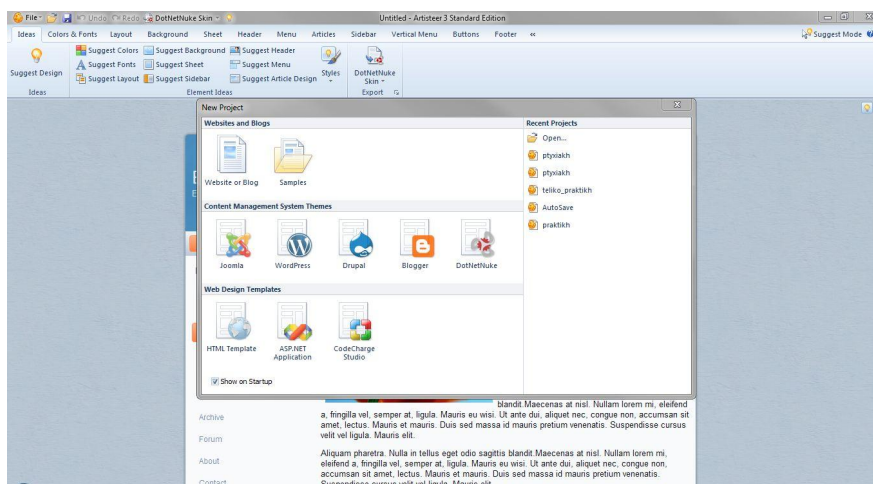 File Undo Redo DotNetNuke Skin Untitled - Artisteer 3 Standard Edition
Ideas Colors & Fonts Layout Background Sheet Header Menu Articles Sidebar Vertical Menu Buttons Footer « Suggest Mode
Suggest Design
Suggest Colors Suggest Background Suggest Header
Suggest Fonts Suggest Sheet Suggest Menu
Suggest Layout Suggest Sidebar Suggest Article Design
Styles
DotNetNuke
Skin
Ideas Element Ideas Export
New Project
Websites and Blogs
Website or Blog Samples
Content Management System Themes
Joomla WordPress Drupal Blogger DotNetNuke
Web Design Templates
HTML Template ASP.NET
Application CodeCharge
Studio
Show on Startup
Recent Projects
Open...
ptyxiakh
ptyxiakh
teliko_praktikh
AutoSave
praktikh
Archive
Forum
About
Contact
blandit.Maecenas at nisl. Nullam lorem mi, eleifend
a, fringilla vel, semper at, ligula. Mauris eu wisi. Ut ante dui, aliquet nec, congue non, accumsan sit
amet, lectus. Mauris et mauris. Duis sed massa id mauris pretium venenatis. Suspendisse cursus
velit vel ligula. Mauris elit.
Aliquam pharetra. Nulla in tellus eget odio sagittis blandit.Maecenas at nisl. Nullam lorem mi,
eleifend a, fringilla vel, semper at, ligula. Mauris eu wisi. Ut ante dui, aliquet nec, congue non,
accumsan sit amet, lectus. Mauris et mauris. Duis sed massa id mauris pretium venenatis.
Suspendisse cursus velit vel ligula. Mauris elit.